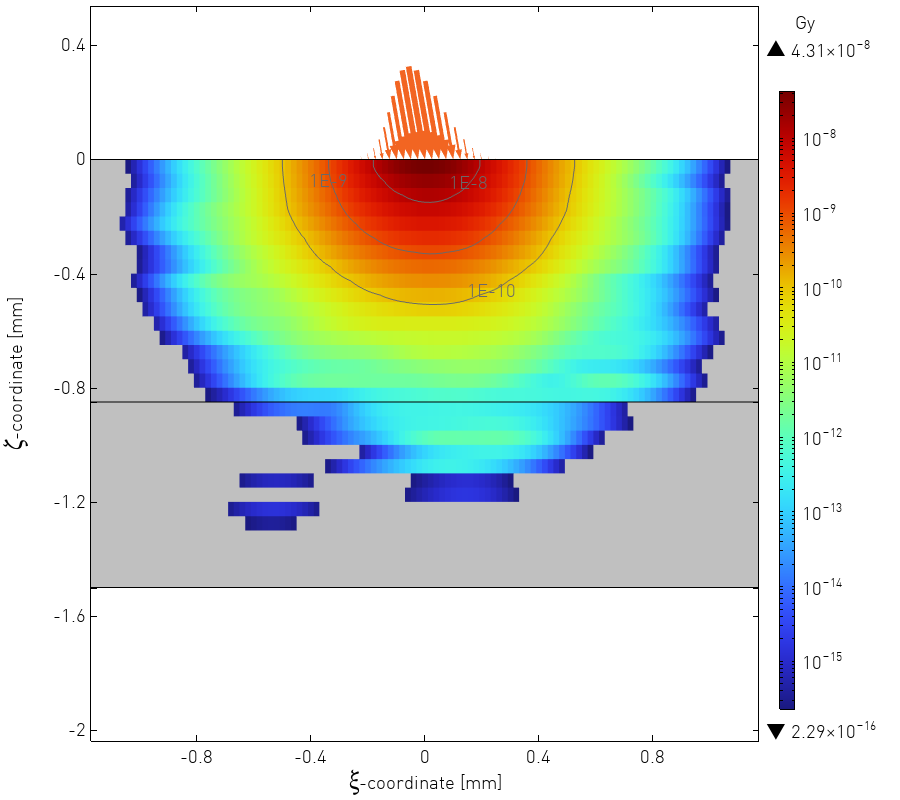 Gy
▲ 4.31×10⁻⁸
0.4
0
-0.4
-0.8
-1.2
-1.6
-2
ζ-coordinate [mm]
1E-9
1E-8
1E-10
10⁻⁸
10⁻⁹
10⁻¹⁰
10⁻¹¹
10⁻¹²
10⁻¹³
10⁻¹⁴
10⁻¹⁵
▼ 2.29×10⁻¹⁶
-0.8 -0.4 0 0.4 0.8
ξ-coordinate [mm]